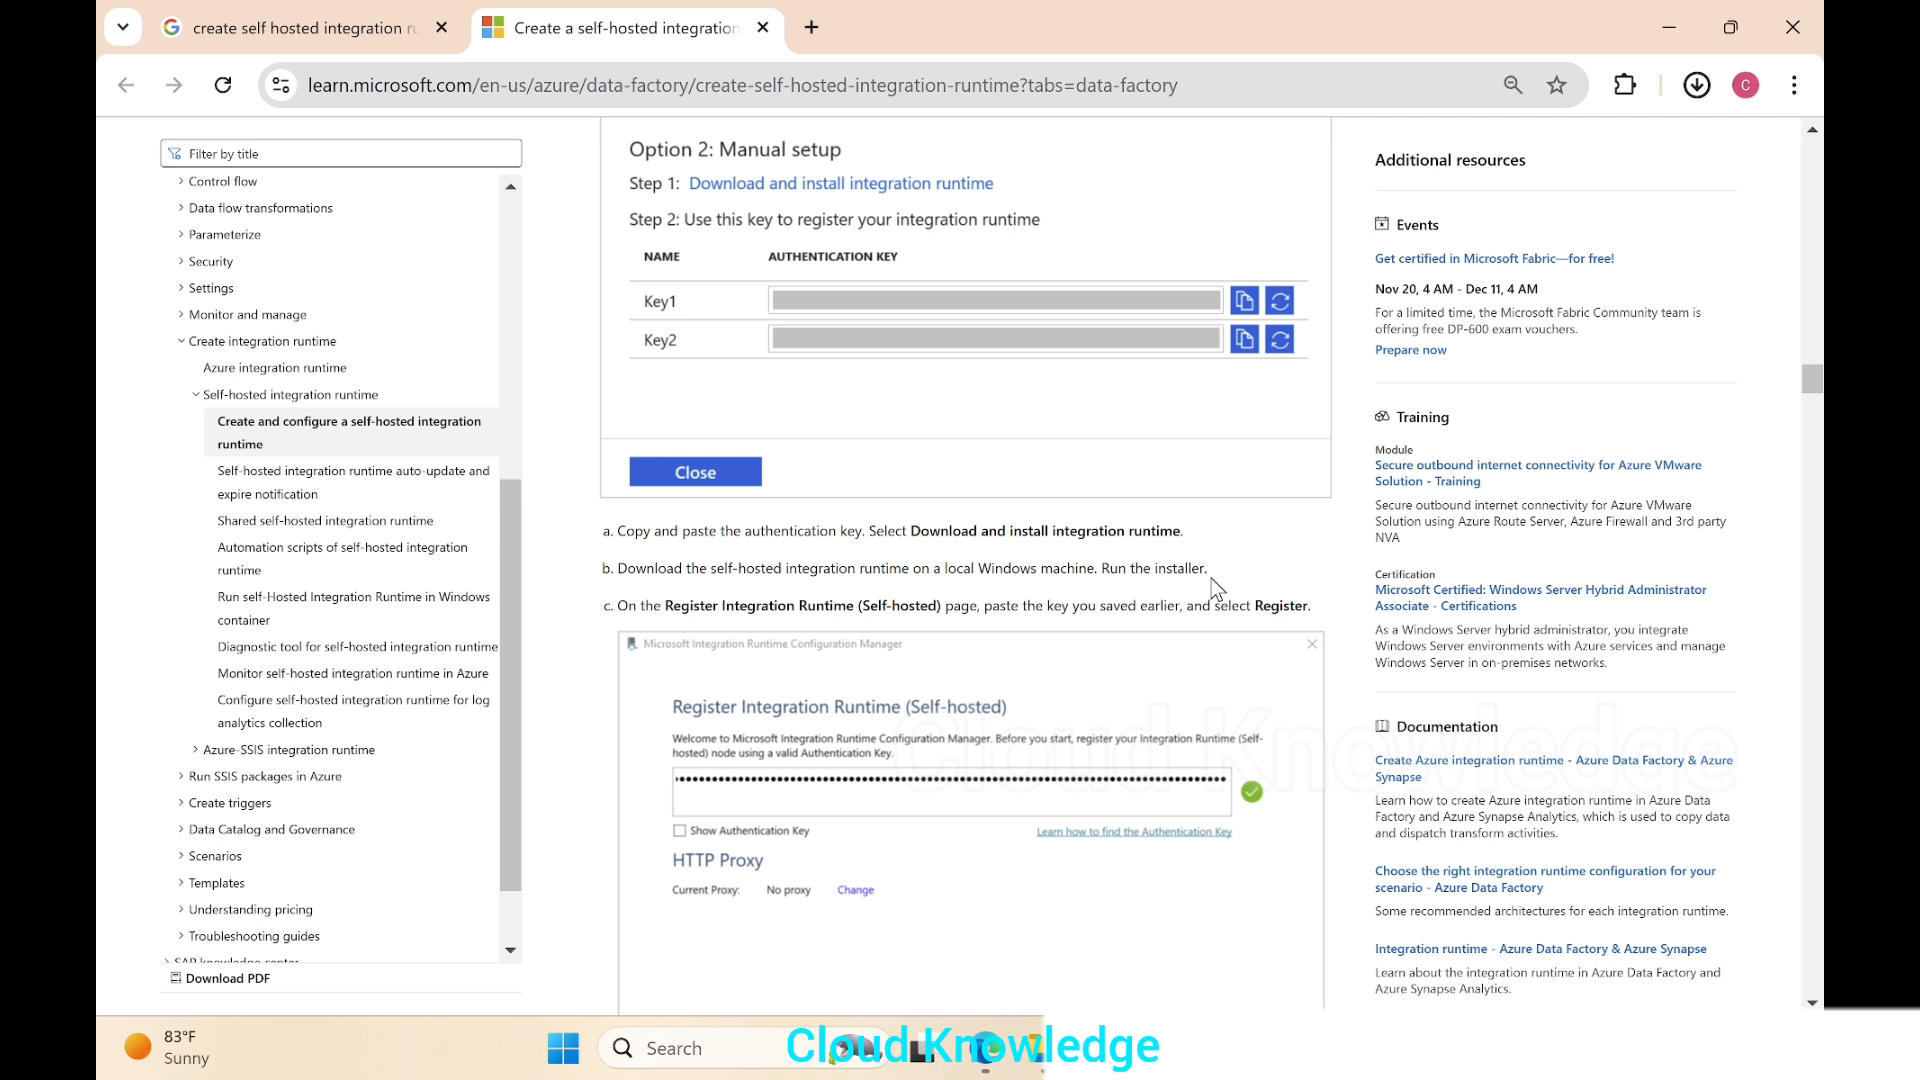 create self hosted integration ru
Create a self-hosted integration
learn.microsoft.com/en-us/azure/data-factory/create-self-hosted-integration-runtime?tabs=data-factory
C
Filter by title
Control flow
Data flow transformations
Parameterize
Security
Settings
Monitor and manage
Create integration runtime
Azure integration runtime
Self-hosted integration runtime
Create and configure a self-hosted integration
runtime
Self-hosted integration runtime auto-update and
expire notification
Shared self-hosted integration runtime
Automation scripts of self-hosted integration
runtime
Run self-Hosted Integration Runtime in Windows
container
Diagnostic tool for self-hosted integration runtime
Monitor self-hosted integration runtime in Azure
Configure self-hosted integration runtime for log
analytics collection
Azure-SSIS integration runtime
Run SSIS packages in Azure
Create triggers
Data Catalog and Governance
Scenarios
Templates
Understanding pricing
Troubleshooting guides
SAP knowledge center
Download PDF
Option 2: Manual setup
Step 1: Download and install integration runtime
Step 2: Use this key to register your integration runtime
NAME AUTHENTICATION KEY
Key1
Key2
Close
a. Copy and paste the authentication key. Select Download and install integration runtime.
b. Download the self-hosted integration runtime on a local Windows machine. Run the installer.
c. On the Register Integration Runtime (Self-hosted) page, paste the key you saved earlier, and select Register.
Microsoft Integration Runtime Configuration Manager
Register Integration Runtime (Self-hosted)
Welcome to Microsoft Integration Runtime Configuration Manager. Before you start, register your Integration Runtime (Self-
hosted) node using a valid Authentication Key.
Show Authentication Key Learn how to find the Authentication Key
HTTP Proxy
Current Proxy: No proxy Change
Additional resources
Events
Get certified in Microsoft Fabric—for free!
Nov 20, 4 AM - Dec 11, 4 AM
For a limited time, the Microsoft Fabric Community team is
offering free DP-600 exam vouchers.
Prepare now
Training
Module
Secure outbound internet connectivity for Azure VMware
Solution - Training
Secure outbound internet connectivity for Azure VMware
Solution using Azure Route Server, Azure Firewall and 3rd party
NVA
Certification
Microsoft Certified: Windows Server Hybrid Administrator
Associate - Certifications
As a Windows Server hybrid administrator, you integrate
Windows Server environments with Azure services and manage
Windows Server in on-premises networks.
Documentation
Create Azure integration runtime - Azure Data Factory & Azure
Synapse
Learn how to create Azure integration runtime in Azure Data
Factory and Azure Synapse Analytics, which is used to copy data
and dispatch transform activities.
Choose the right integration runtime configuration for your
scenario - Azure Data Factory
Some recommended architectures for each integration runtime.
Integration runtime - Azure Data Factory & Azure Synapse
Learn about the integration runtime in Azure Data Factory and
Azure Synapse Analytics.
Cloud Knowledge
83°F
Sunny
Search
Cloud Knowledge